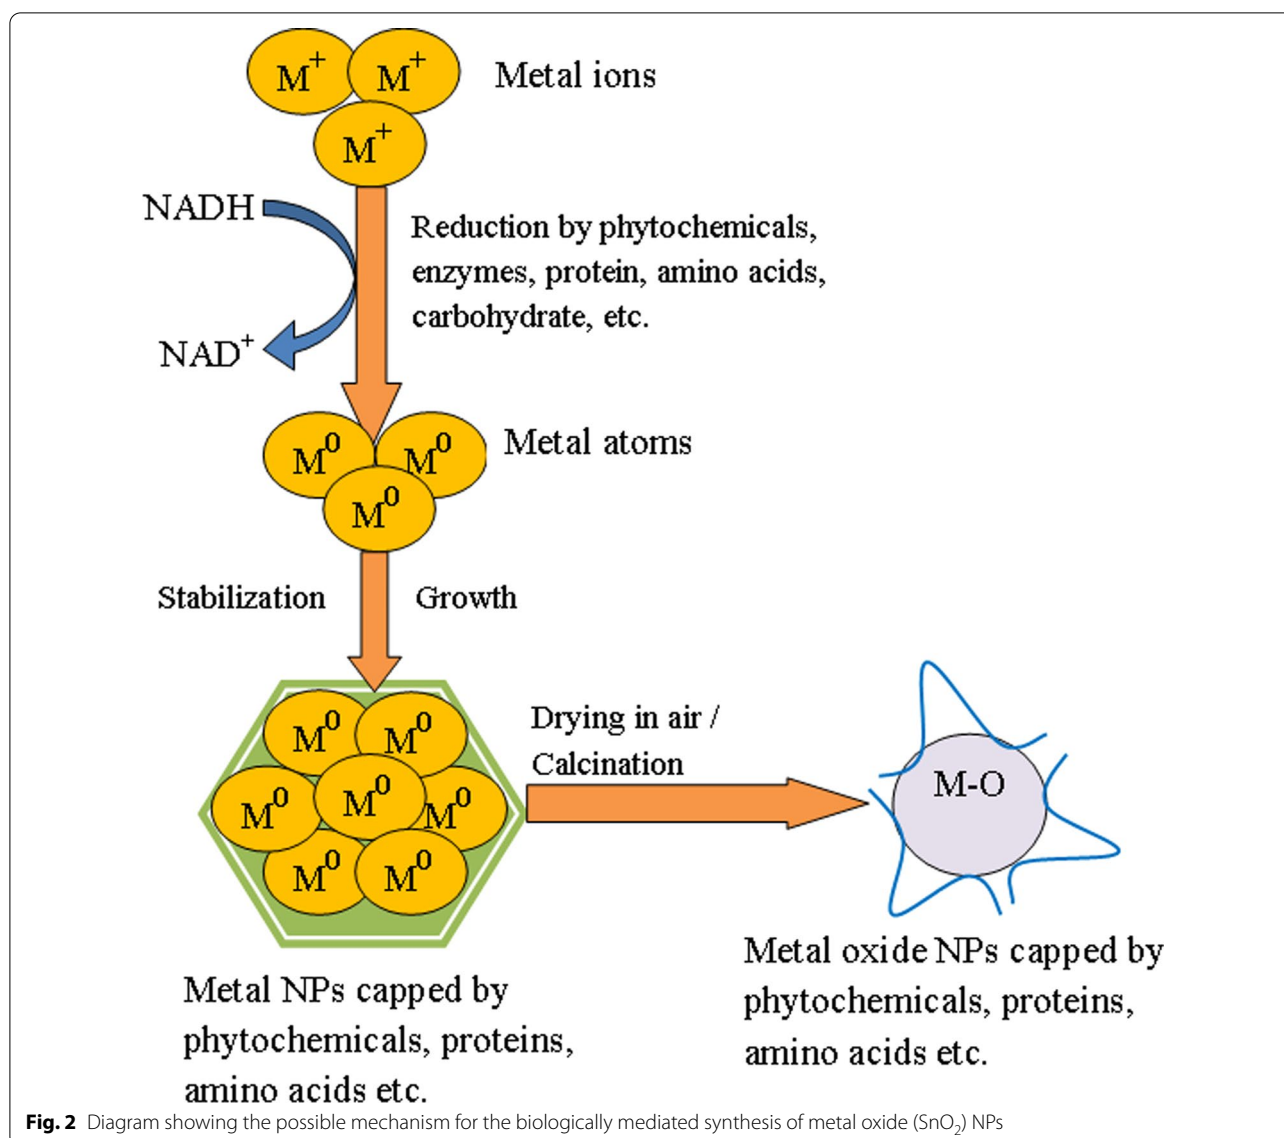 M⁺ M⁺
Metal ions
M⁺
NADH
Reduction by phytochemicals,
enzymes, protein, amino acids,
carbohydrate, etc.
NAD⁺
M⁰ M⁰
Metal atoms
M⁰
Stabilization
Growth
M⁰ M⁰
M⁰ M⁰ M⁰
M⁰ M⁰
Drying in air /
Calcination
M-O
Metal NPs capped by
phytochemicals, proteins,
amino acids etc.
Metal oxide NPs capped by
phytochemicals, proteins,
amino acids etc.
Fig. 2 Diagram showing the possible mechanism for the biologically mediated synthesis of metal oxide (SnO₂) NPs